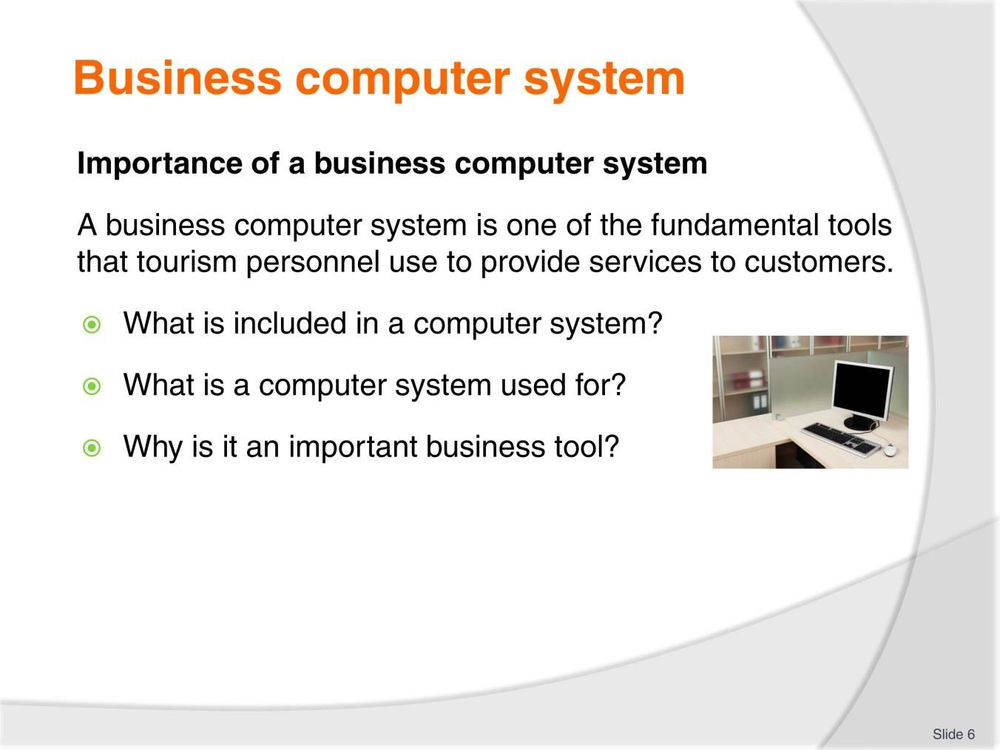 Business computer system
Importance of a business computer system
A business computer system is one of the fundamental tools
that tourism personnel use to provide services to customers.
What is included in a computer system?
What is a computer system used for?
Why is it an important business tool?
Slide 6